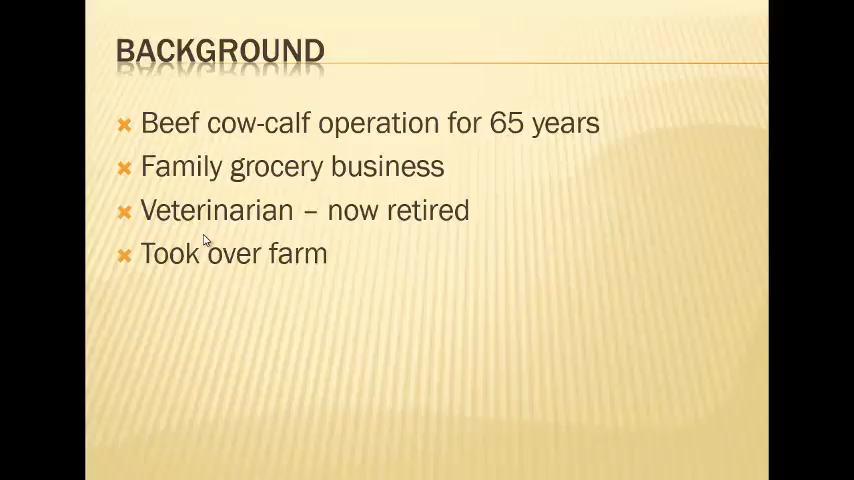 BACKGROUND
Beef cow-calf operation for 65 years
Family grocery business
Veterinarian – now retired
Took over farm